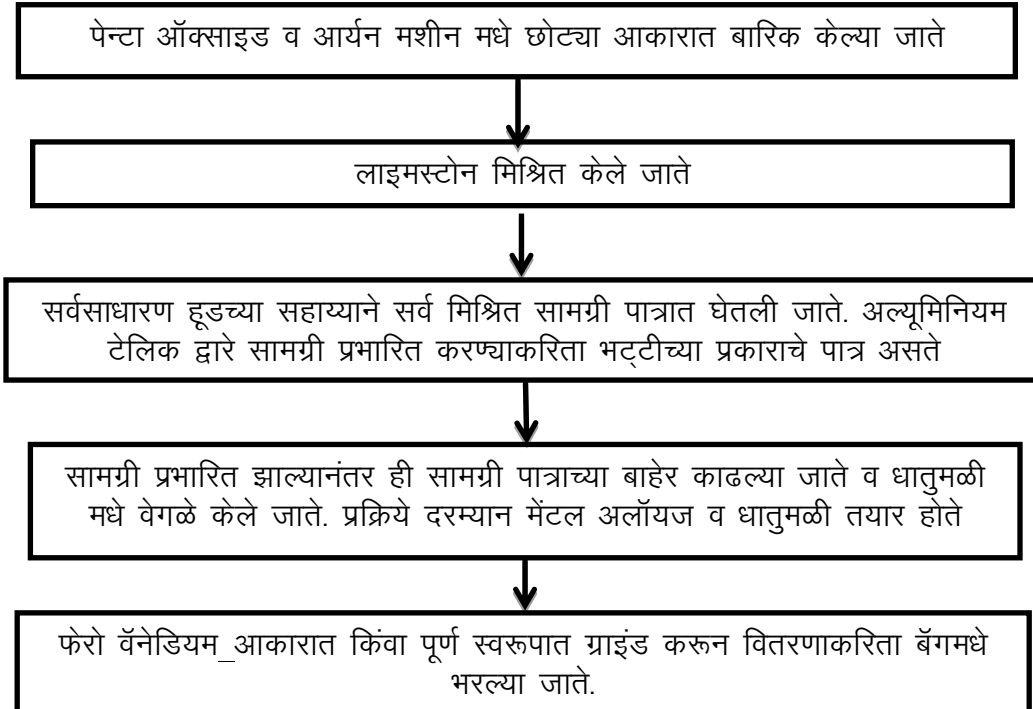 पेन्टा ऑक्साइड व आर्यन मशीन मधे छोट्या आकारात बारिक केल्या जाते
लाइमस्टोन मिश्रित केले जाते
सर्वसाधारण हूडच्या सहाय्याने सर्व मिश्रित सामग्री पात्रात घेतली जाते. अल्यूमिनियम
टेलिक द्वारे सामग्री प्रभारित करण्याकरिता भट्टीच्या प्रकाराचे पात्र असते
सामग्री प्रभारित झाल्यानंतर ही सामग्री पात्राच्या बाहेर काढल्या जाते व धातुमळी
मधे वेगळे केले जाते. प्रक्रिये दरम्यान मेंटल अलॉयज व धातुमळी तयार होते
फेरो वॅनेडियम_आकारात किंवा पूर्ण स्वरूपात ग्राइंड करून वितरणाकरिता बॅगमधे
भरल्या जाते.